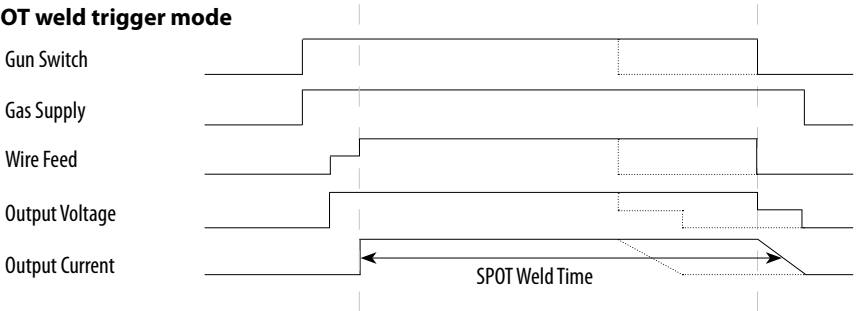 OT weld trigger mode
Gun Switch
Gas Supply
Wire Feed
Output Voltage
Output Current
SPOT Weld Time